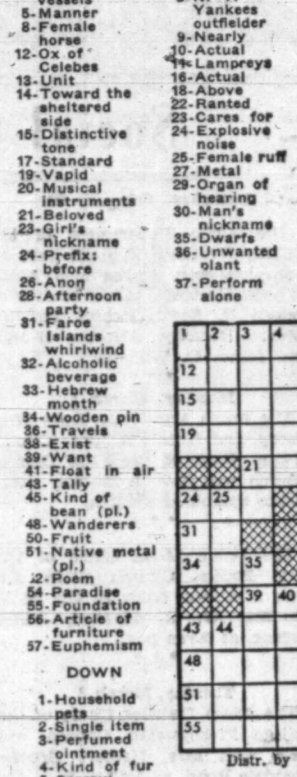 vessels
5-Manner
8-Female
horse
12-Ox of
Celebes
13-Unit
14-Toward the
sheltered
side
15-Distinctive
tone
17-Standard
19-Vapid
20-Musical
instruments
21-Beloved
23-Girl's
nickname
24-Prefix:
before
26-Anon
28-Afternoon
party
31-Faroe
Islands
whirlwind
32-Alcoholic
beverage
33-Hebrew
month
34-Wooden pin
36-Travels
38-Exist
39-Want
41-Float in air
43-Tally
45-Kind of
bean (pl.)
48-Wanderers
50-Fruit
51-Native metal
(pl.)
52-Poem
54-Paradise
55-Foundation
56-Article of
furniture
57-Euphemism
DOWN
1-Household
pets
2-Single item
3-Perfumed
ointment
4-Kind of fur
Yankees
outfielder
9-Nearly
10-Actual
11-Lampreys
16-Actual
18-Above
22-Ranted
23-Cares for
24-Explosive
noise
25-Female ruff
27-Metal
29-Organ of
hearing
30-Man's
nickname
35-Dwarfs
36-Unwanted
plant
37-Perform
alone
1 2 3 4
12
15
19
21
24 25
31
34 35
39 40
43 44
48
51
55
Distr. by